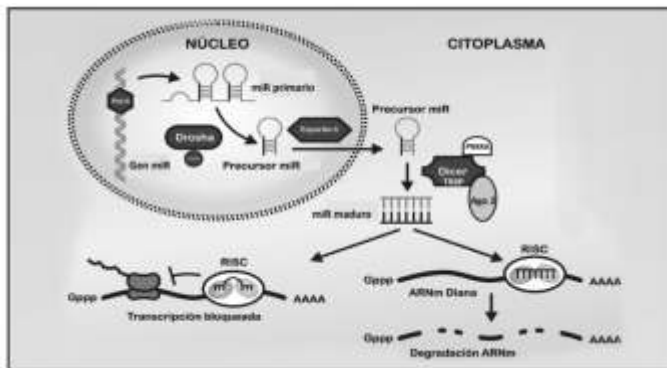 NÚCLEO
CITOPLASMA
miR primario
Precursor miR
Drosha
Gen miR
Precursor miR
Dicer
TRBP
Ago 2
miR maduro
RISC
RISC
Gppp
AAAA
Transcripción bloqueada
Gppp
AAAA
ARNm Diana
Gppp
AAAA
Degradación ARNm